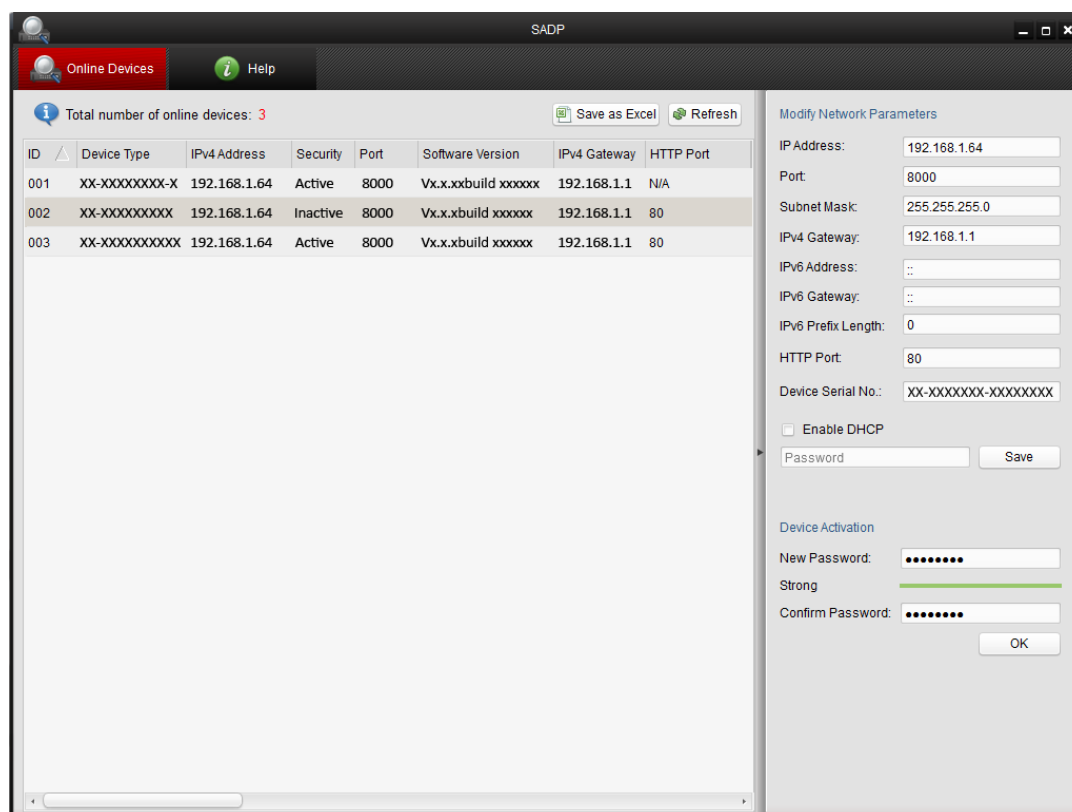 SADP
Online Devices Help
Total number of online devices: 3 Save as Excel Refresh
ID Device Type IPv4 Address Security Port Software Version IPv4 Gateway HTTP Port
001 XX-XXXXXXXX-X 192.168.1.64 Active 8000 Vx.x.xxbuild xxxxxx 192.168.1.1 N/A
002 XX-XXXXXXXXX 192.168.1.64 Inactive 8000 Vx.x.xbuild xxxxxx 192.168.1.1 80
003 XX-XXXXXXXXXX 192.168.1.64 Active 8000 Vx.x.xbuild xxxxxx 192.168.1.1 80
Modify Network Parameters
IP Address: 192.168.1.64
Port: 8000
Subnet Mask: 255.255.255.0
IPv4 Gateway: 192.168.1.1
IPv6 Address: ::
IPv6 Gateway: ::
IPv6 Prefix Length: 0
HTTP Port: 80
Device Serial No.: XX-XXXXXXX-XXXXXXXX
Enable DHCP
Password Save
Device Activation
New Password: ●●●●●●●●
Strong
Confirm Password: ●●●●●●●●
OK